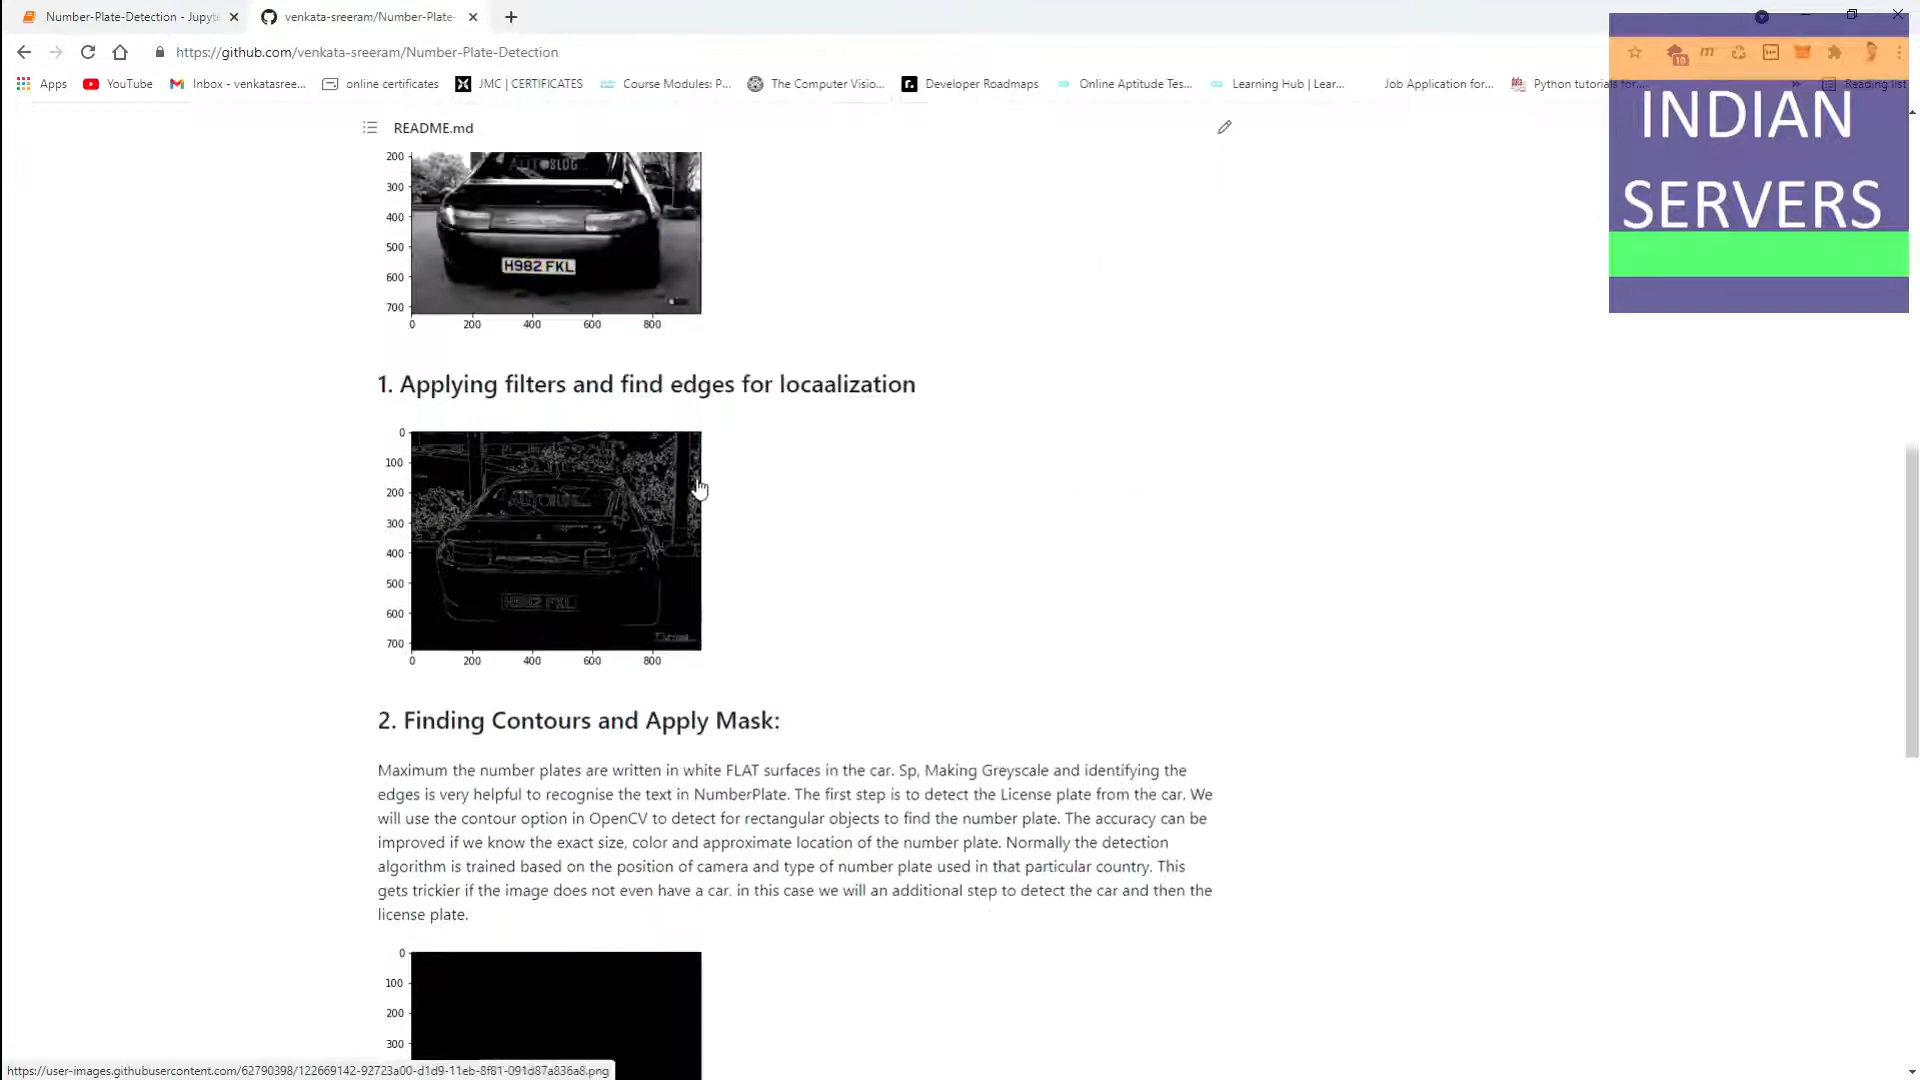 Number-Plate-Detection - Jupyt
venkata-sreeram/Number-Plate-
https://github.com/venkata-sreeram/Number-Plate-Detection
Apps
YouTube
Inbox - venkatasree...
online certificates
JMC | CERTIFICATES
Course Modules: P...
The Computer Visio...
Developer Roadmaps
Online Aptitude Tes...
Learning Hub | Lear...
Job Application for...
Python tutorials for...
»
Reading list
INDIAN
SERVERS
README.md
200
300
400
500
600
700
AUTOBLOG
H982 FKL
0 200 400 600 800
1. Applying filters and find edges for locaalization
0
100
200
300
400
500
600
700
H982 FKL
0 200 400 600 800
2. Finding Contours and Apply Mask:
Maximum the number plates are written in white FLAT surfaces in the car. Sp, Making Greyscale and identifying the
edges is very helpful to recognise the text in NumberPlate. The first step is to detect the License plate from the car. We
will use the contour option in OpenCV to detect for rectangular objects to find the number plate. The accuracy can be
improved if we know the exact size, color and approximate location of the number plate. Normally the detection
algorithm is trained based on the position of camera and type of number plate used in that particular country. This
gets trickier if the image does not even have a car. in this case we will an additional step to detect the car and then the
license plate.
0
100
200
300
https://user-images.githubusercontent.com/62790398/122669142-92723a00-d1d9-11eb-8f81-091d87a836a8.png